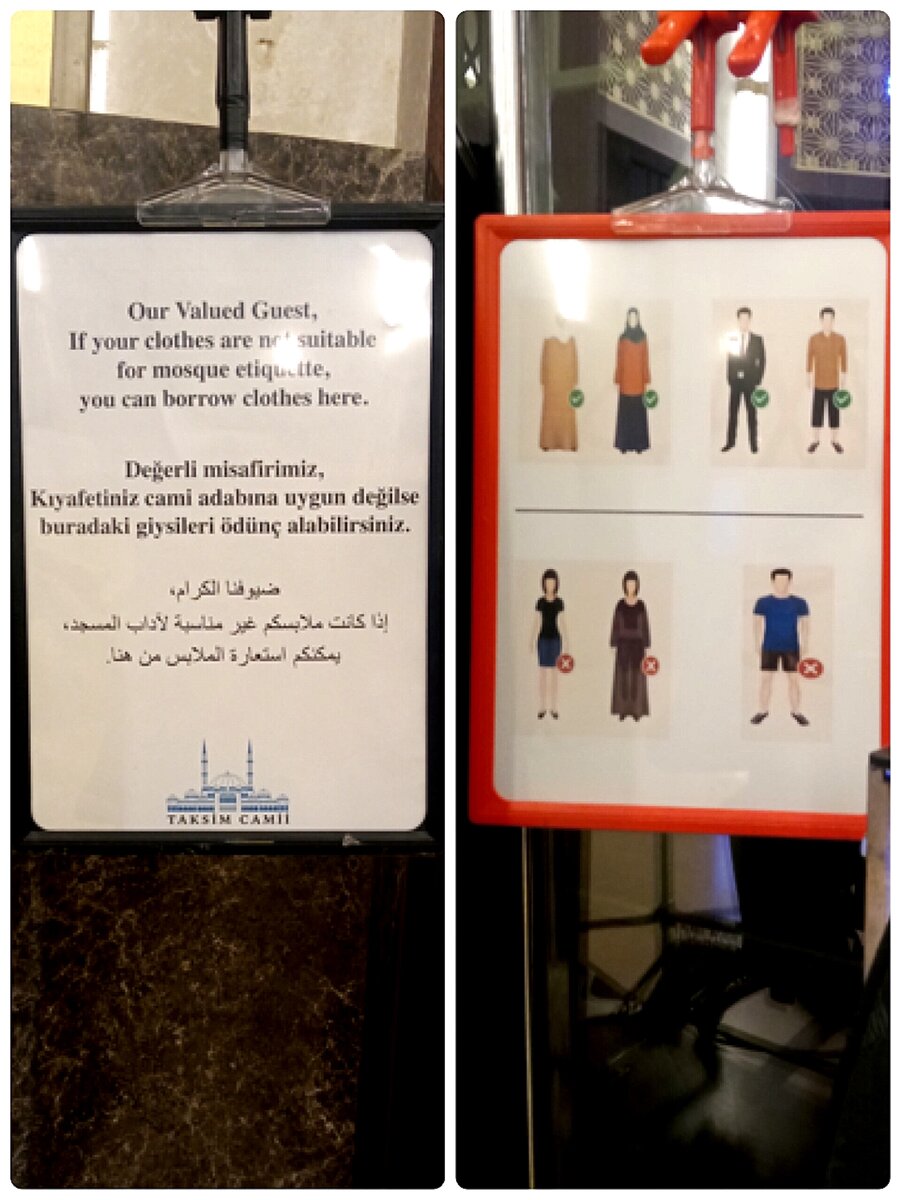 Our Valued Guest,
If your clothes are not suitable
for mosque etiquette,
you can borrow clothes here.
Değerli misafirimiz,
Kıyafetiniz cami adabına uygun değilse
buradaki giysileri ödünç alabilirsiniz.
ضيوفنا الكرام،
إذا كانت ملابسكم غير مناسبة لآداب المسجد،
يمكنكم استعارة الملابس من هنا.
TAKSİM CAMİİ